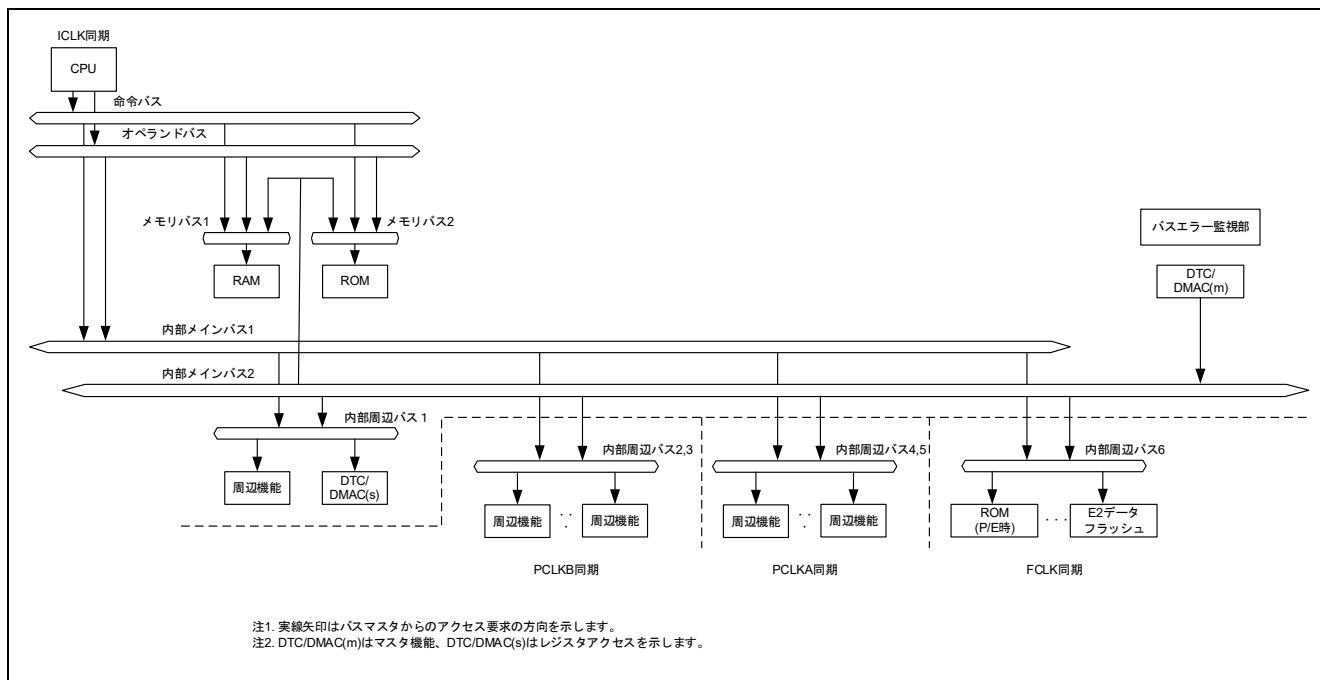 ICLK同期
CPU
命令バス
オペランドバス
メモリバス1
メモリバス2
RAM
ROM
バスエラー監視部
DTC/
DMAC(m)
内部メインバス1
内部メインバス2
内部周辺バス 1
内部周辺バス2,3
内部周辺バス4,5
内部周辺バス6
周辺機能
DTC/
DMAC(s)
周辺機能
周辺機能
周辺機能
周辺機能
ROM
(P/E時)
E2データ
フラッシュ
PCLKB同期
PCLKA同期
FCLK同期
注1. 実線矢印はバスマスタからのアクセス要求の方向を示します。
注2. DTC/DMAC(m)はマスタ機能、DTC/DMAC(s)はレジスタアクセスを示します。